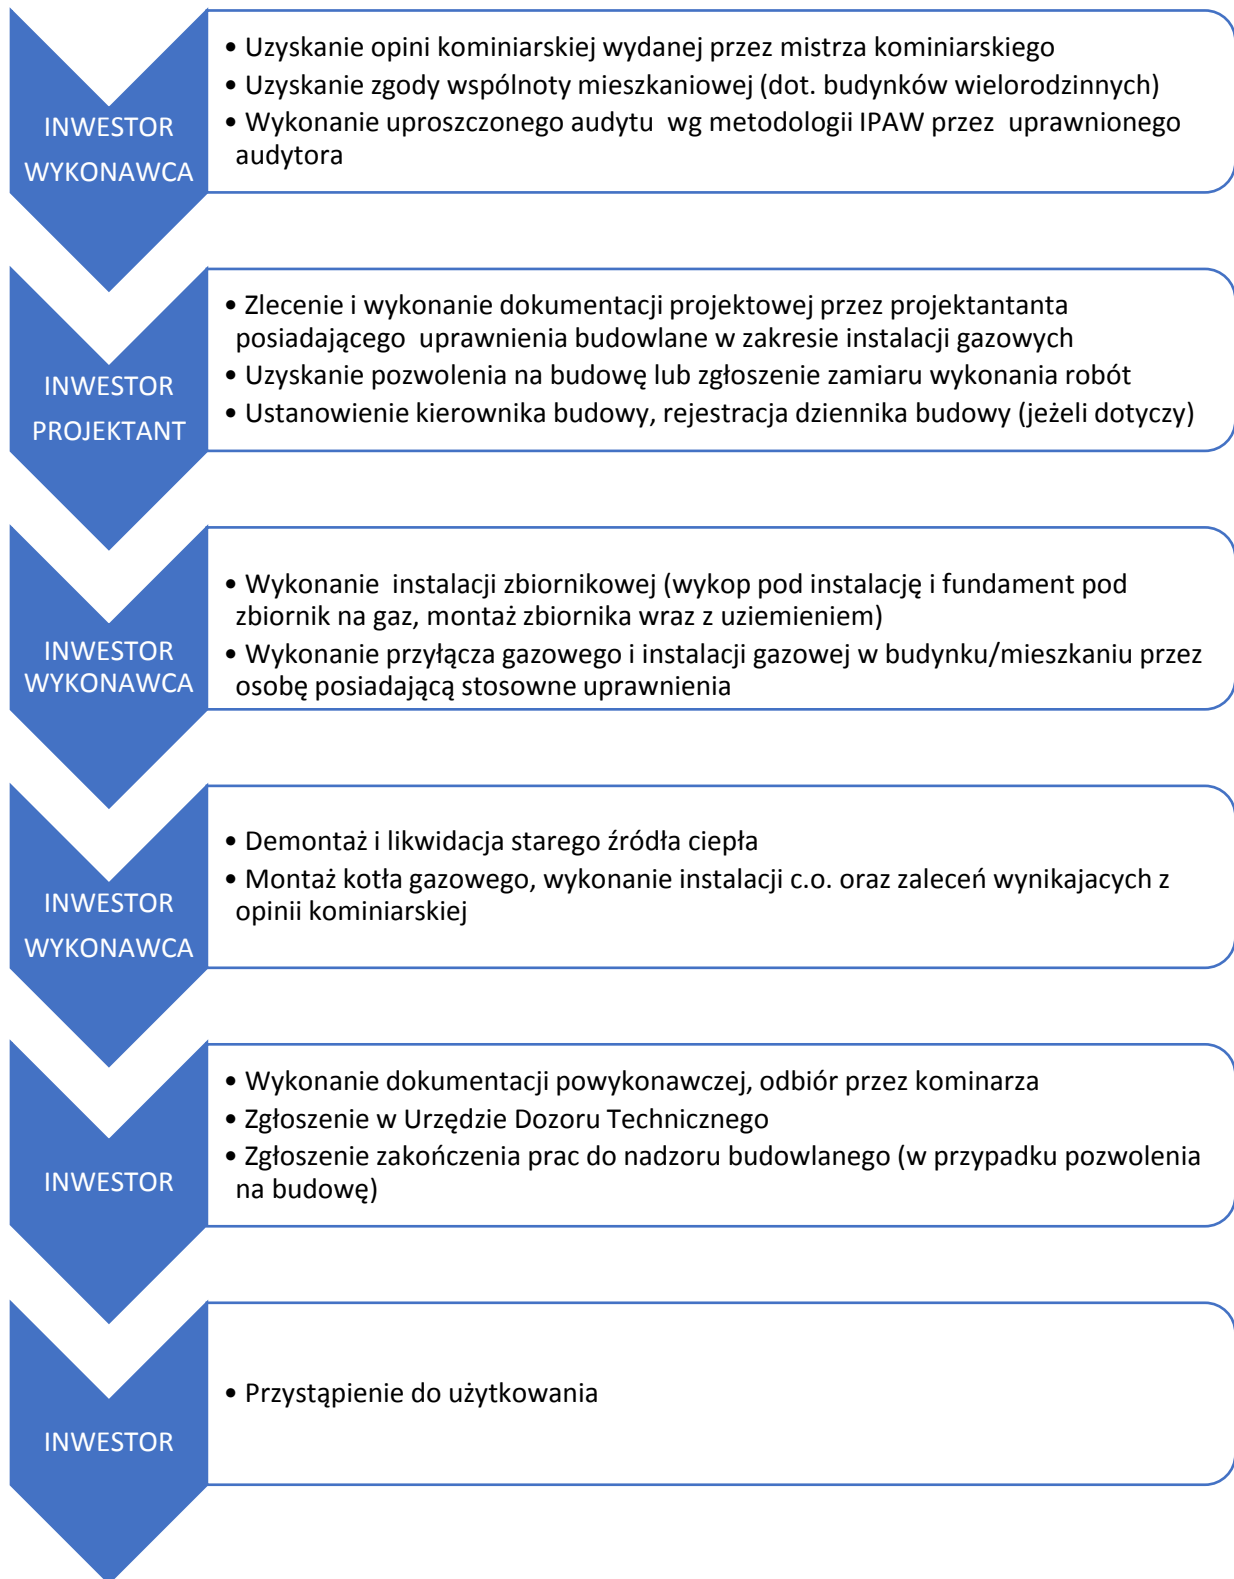 INWESTOR
WYKONAWCA
• Uzyskanie opini kominiarskiej wydanej przez mistrza kominiarskiego
• Uzyskanie zgody wspólnoty mieszkaniowej (dot. budynków wielorodzinnych)
• Wykonanie uproszczonego audytu wg metodologii IPAW przez uprawnionego
audytora
INWESTOR
PROJEKTANT
• Zlecenie i wykonanie dokumentacji projektowej przez projektantanta
posiadającego uprawnienia budowlane w zakresie instalacji gazowych
• Uzyskanie pozwolenia na budowę lub zgłoszenie zamiaru wykonania robót
• Ustanowienie kierownika budowy, rejestracja dziennika budowy (jeżeli dotyczy)
INWESTOR
WYKONAWCA
• Wykonanie instalacji zbiornikowej (wykop pod instalację i fundament pod
zbiornik na gaz, montaż zbiornika wraz z uziemieniem)
• Wykonanie przyłącza gazowego i instalacji gazowej w budynku/mieszkaniu przez
osobę posiadającą stosowne uprawnienia
INWESTOR
WYKONAWCA
• Demontaż i likwidacja starego źródła ciepła
• Montaż kotła gazowego, wykonanie instalacji c.o. oraz zaleceń wynikajacych z
opinii kominiarskiej
INWESTOR
• Wykonanie dokumentacji powykonawczej, odbiór przez kominarza
• Zgłoszenie w Urzędzie Dozoru Technicznego
• Zgłoszenie zakończenia prac do nadzoru budowlanego (w przypadku pozwolenia
na budowę)
INWESTOR
• Przystąpienie do użytkowania